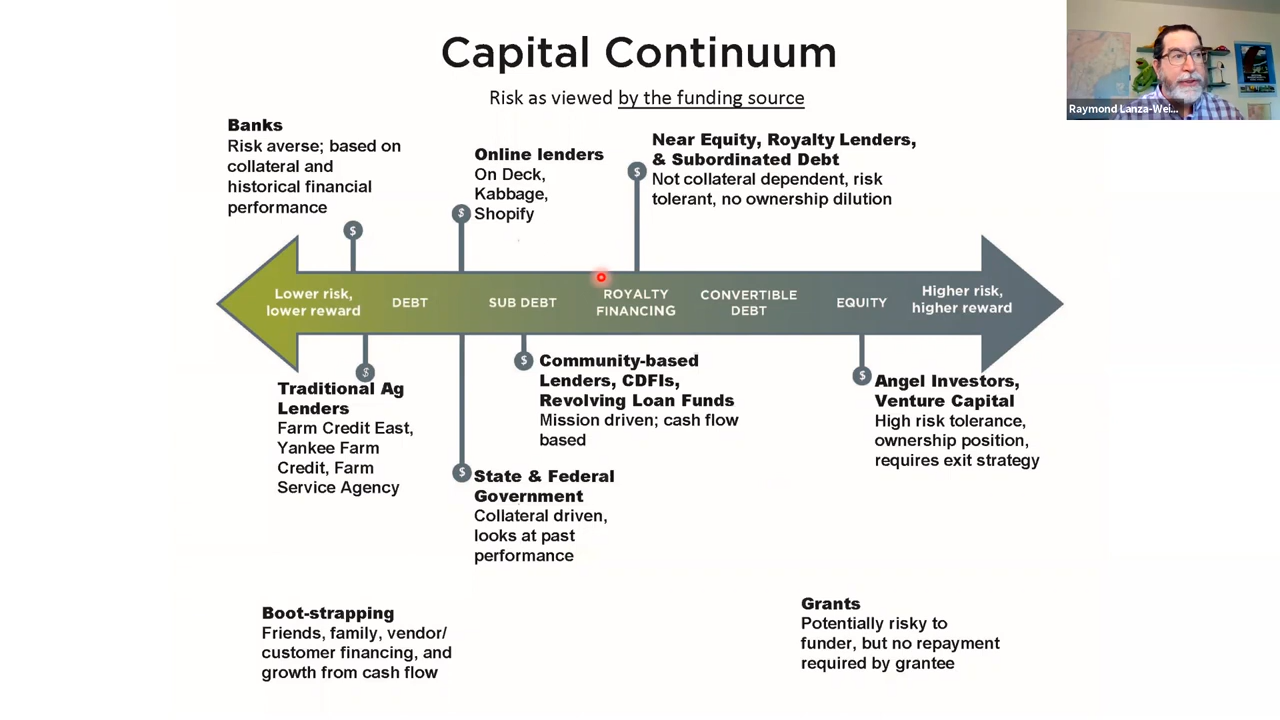 Capital Continuum
Risk as viewed by the funding source
Raymond Lanza-Wei...
Banks
Risk averse; based on
collateral and
historical financial
performance
Online lenders
On Deck,
Kabbage,
Shopify
Near Equity, Royalty Lenders,
& Subordinated Debt
Not collateral dependent, risk
tolerant, no ownership dilution
$
$
$
Lower risk,
lower reward
DEBT
SUB DEBT
ROYALTY
FINANCING
CONVERTIBLE
DEBT
EQUITY
Higher risk,
higher reward
$
$
$
$
Traditional Ag
Lenders
Farm Credit East,
Yankee Farm
Credit, Farm
Service Agency
Community-based
Lenders, CDFIs,
Revolving Loan Funds
Mission driven; cash flow
based
State & Federal
Government
Collateral driven,
looks at past
performance
Angel Investors,
Venture Capital
High risk tolerance,
ownership position,
requires exit strategy
Boot-strapping
Friends, family, vendor/
customer financing, and
growth from cash flow
Grants
Potentially risky to
funder, but no repayment
required by grantee